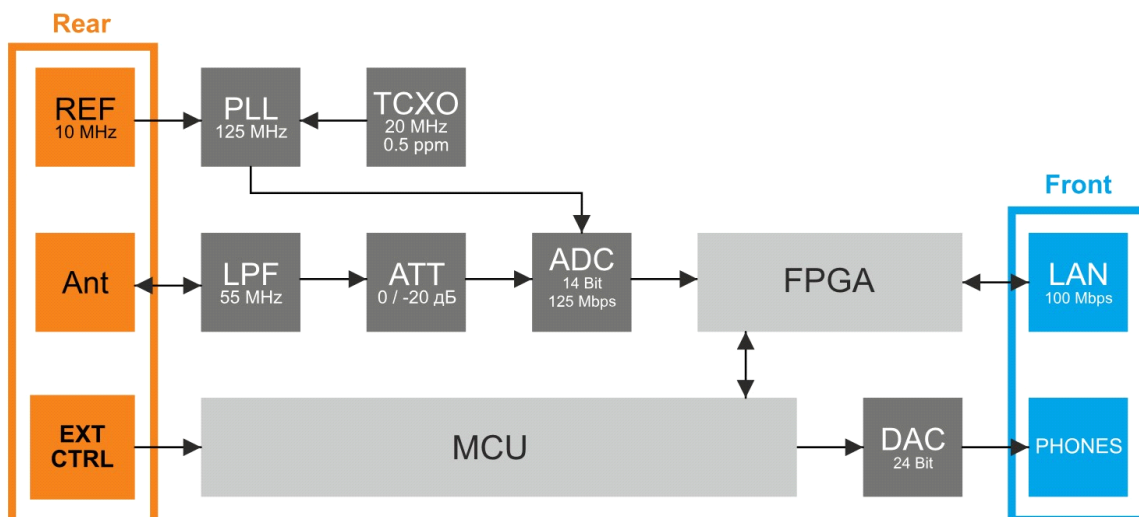 Rear
REF
10 MHz
PLL
125 MHz
TCXO
20 MHz
0.5 ppm
Front
Ant
LPF
55 MHz
ATT
0 / -20 дБ
ADC
14 Bit
125 Mbps
FPGA
LAN
100 Mbps
EXT
CTRL
MCU
DAC
24 Bit
PHONES